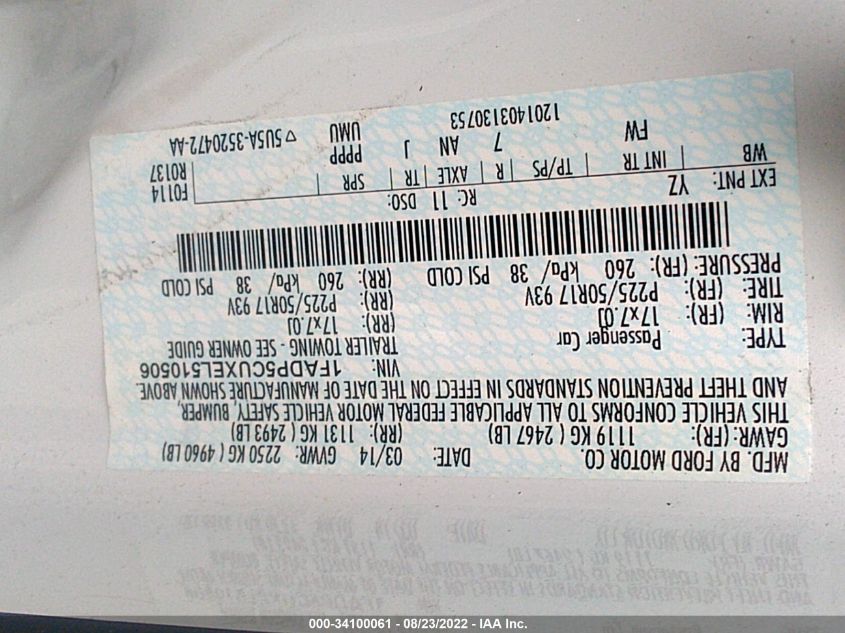 MFD. BY FORD MOTOR CO.
DATE: 03/14 GVWR: 2250 KG ( 4960 LB)
GAWR: (FR): 1119 KG ( 2467 LB) (RR): 1131 KG ( 2493 LB)
THIS VEHICLE CONFORMS TO ALL APPLICABLE FEDERAL MOTOR VEHICLE SAFETY, BUMPER,
AND THEFT PREVENTION STANDARDS IN EFFECT ON THE DATE OF MANUFACTURE SHOWN ABOVE.
VIN: 1FADP5CUXEL510506
TYPE: Passenger Car TRAILER TOWING - SEE OWNER GUIDE
RIM: (FR): 17x7.0J (RR): 17x7.0J
TIRE: (FR): P225/50R17 93V (RR): P225/50R17 93V
PRESSURE: (FR): 260 kPa/ 38 PSI COLD (RR): 260 kPa/ 38 PSI COLD
EXT PNT: YZ RC: 11 DSO: F0114
WB | INT TR | TP/PS | R | AXLE | TR | SPR R0137
FW 7 AN J PPPP
UMU ▽5U5A-3520472-AA
1201403130753
000-34100061 - 08/23/2022 - IAA Inc.